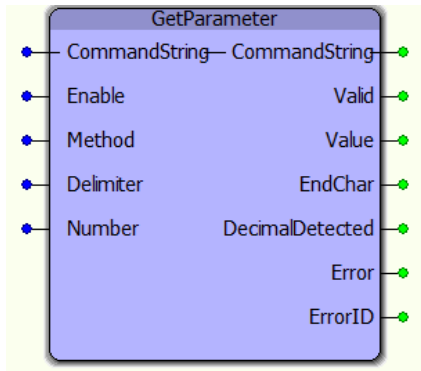 GetParameter
CommandString CommandString
Enable Valid
Method Value
Delimiter EndChar
Number DecimalDetected
Error
ErrorID